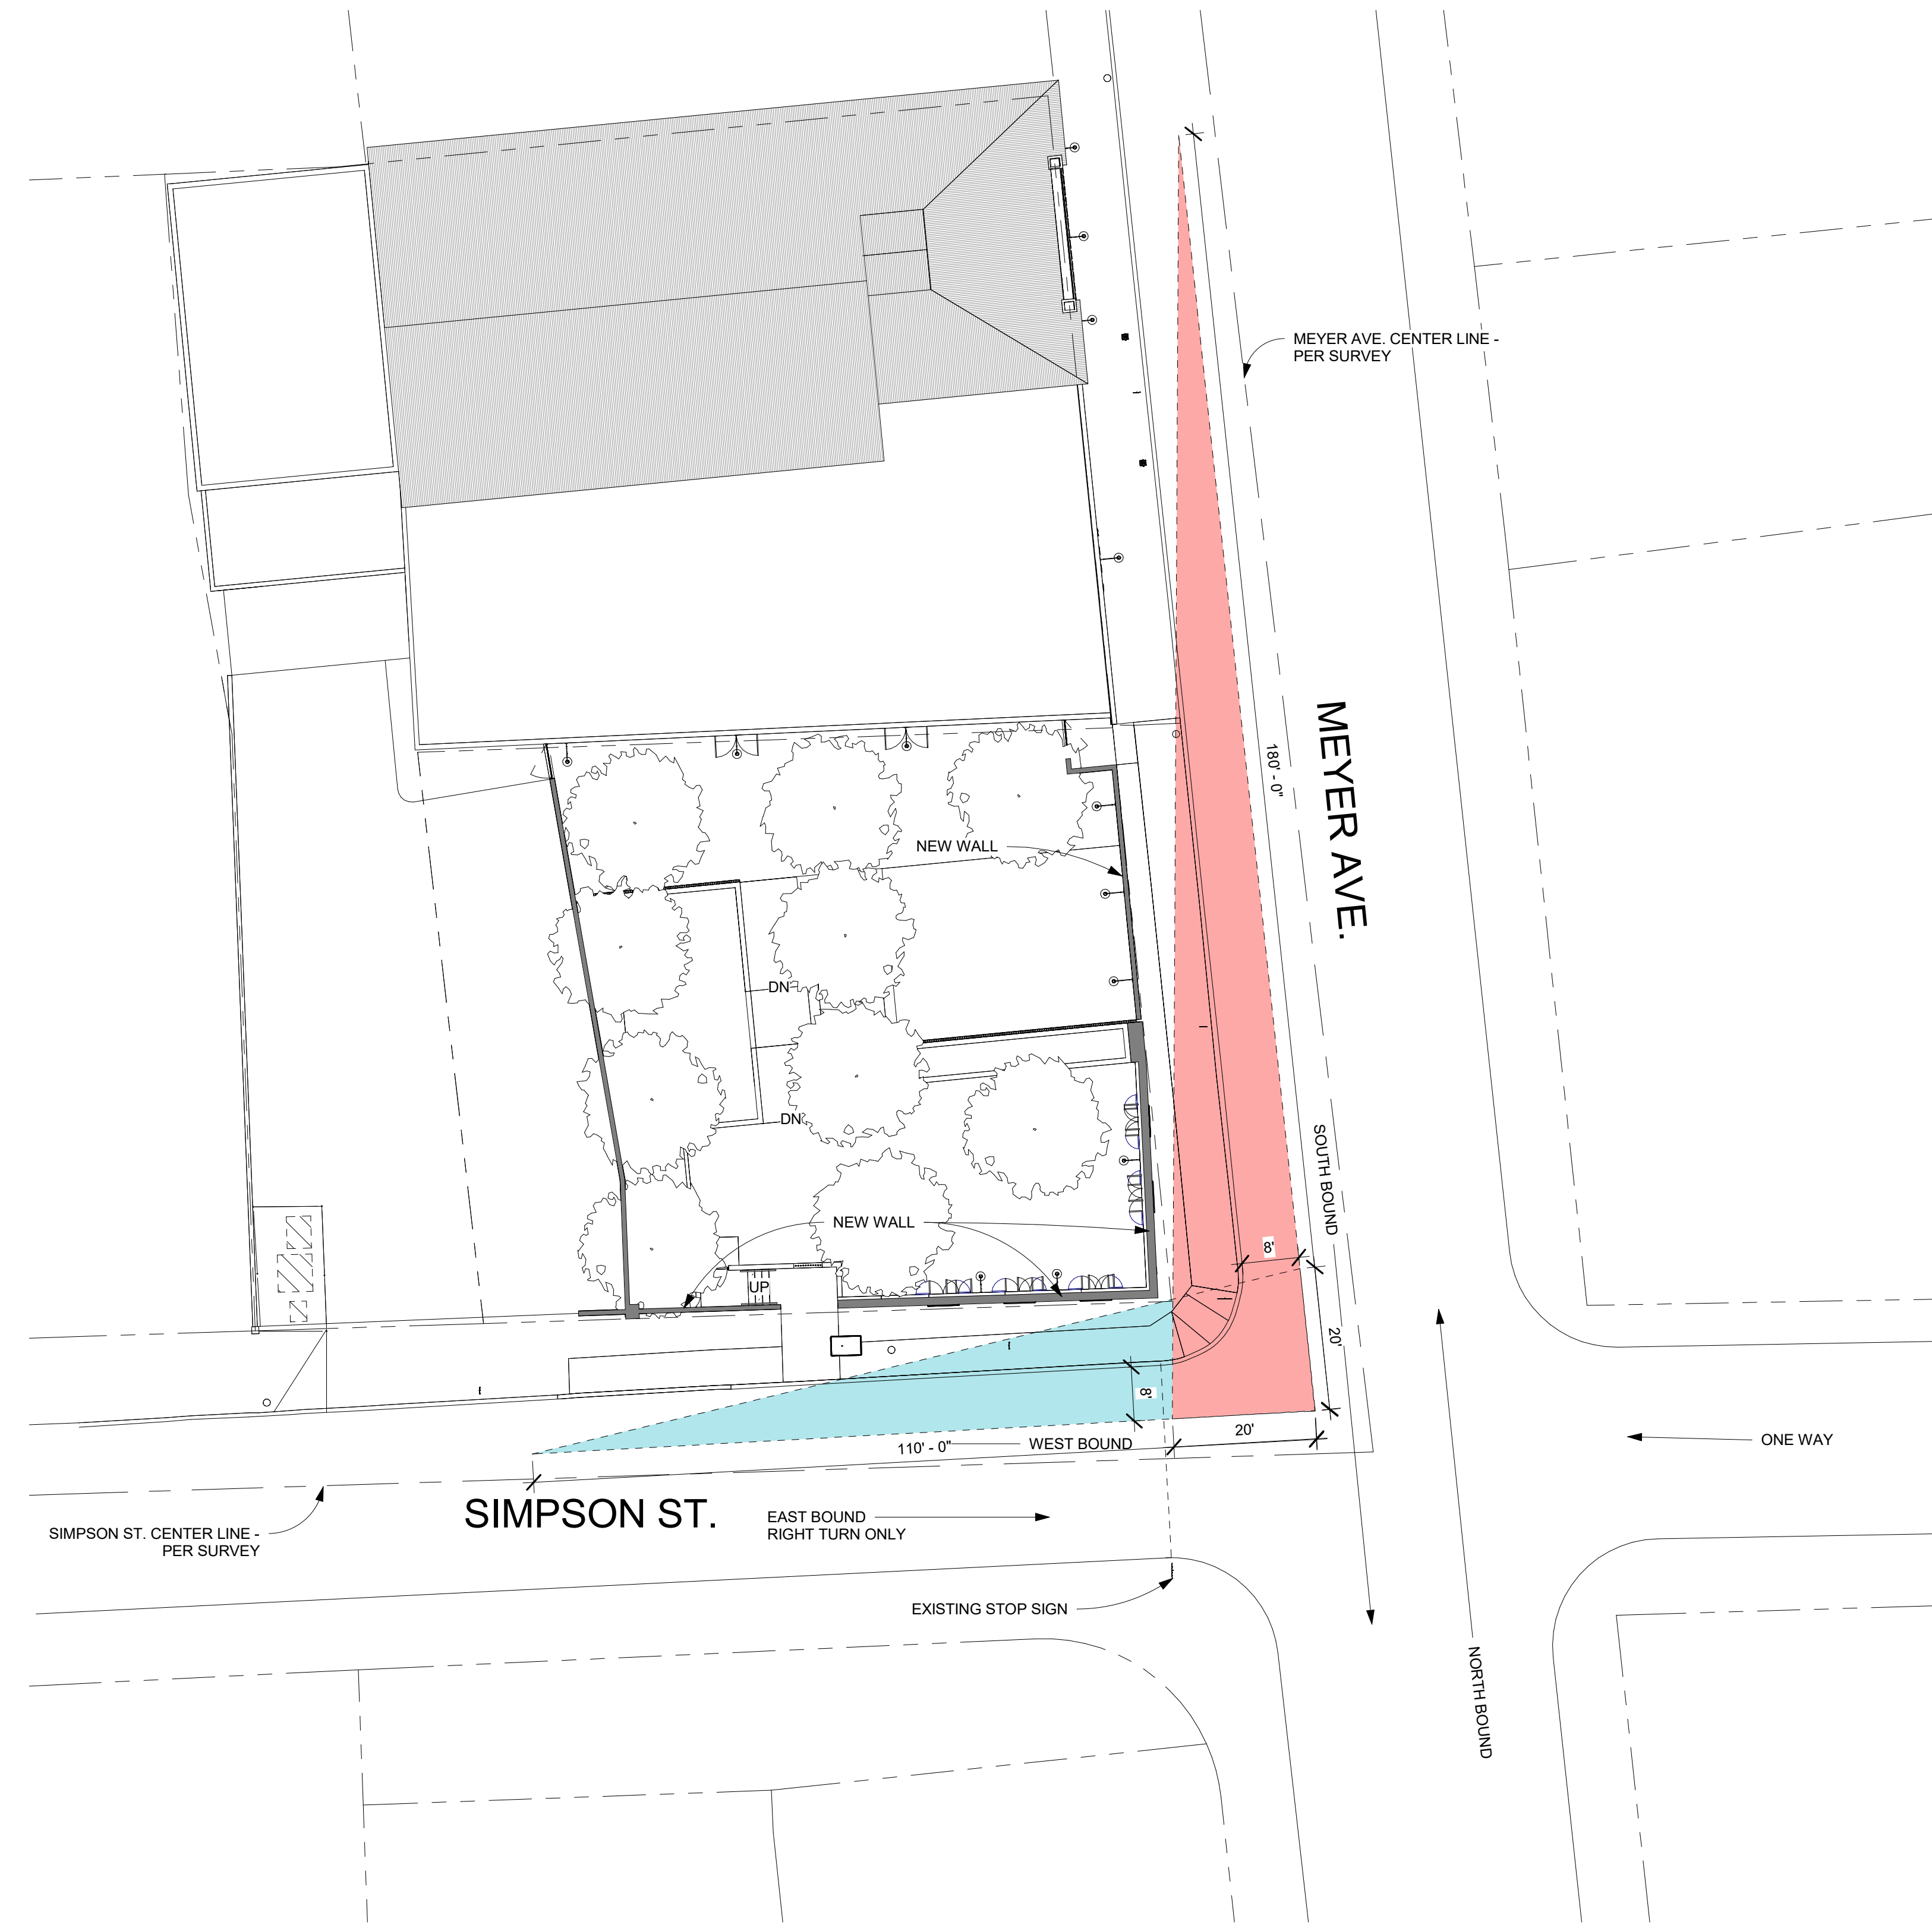 MEYER AVE. CENTER LINE -
PER SURVEY
MEYER AVE.
180' - 0"
NEW WALL
DN
DN
SOUTH BOUND
NEW WALL
UP
8'
20'
8'
20'
110' - 0"
WEST BOUND
ONE WAY
SIMPSON ST.
EAST BOUND
RIGHT TURN ONLY
SIMPSON ST. CENTER LINE -
PER SURVEY
EXISTING STOP SIGN
NORTH BOUND